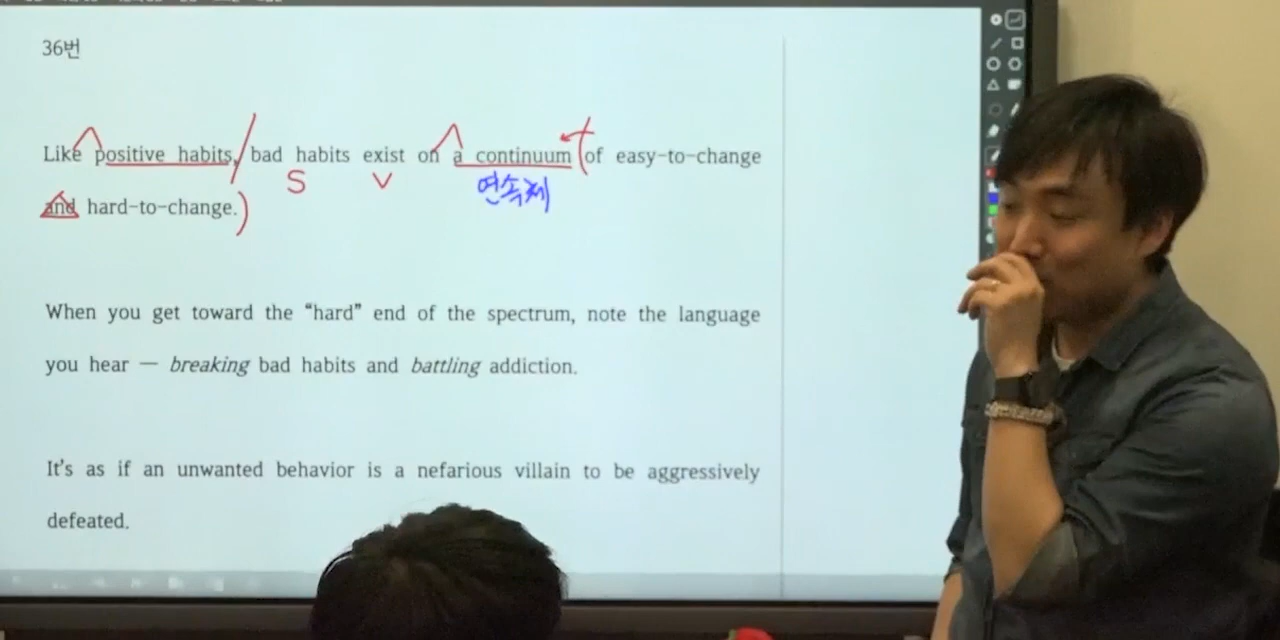 36번
Like positive habits, bad habits exist on a continuum of easy-to-change
S V 연속체
and hard-to-change.
When you get toward the “hard” end of the spectrum, note the language
you hear — breaking bad habits and battling addiction.
It's as if an unwanted behavior is a nefarious villain to be aggressively
defeated.